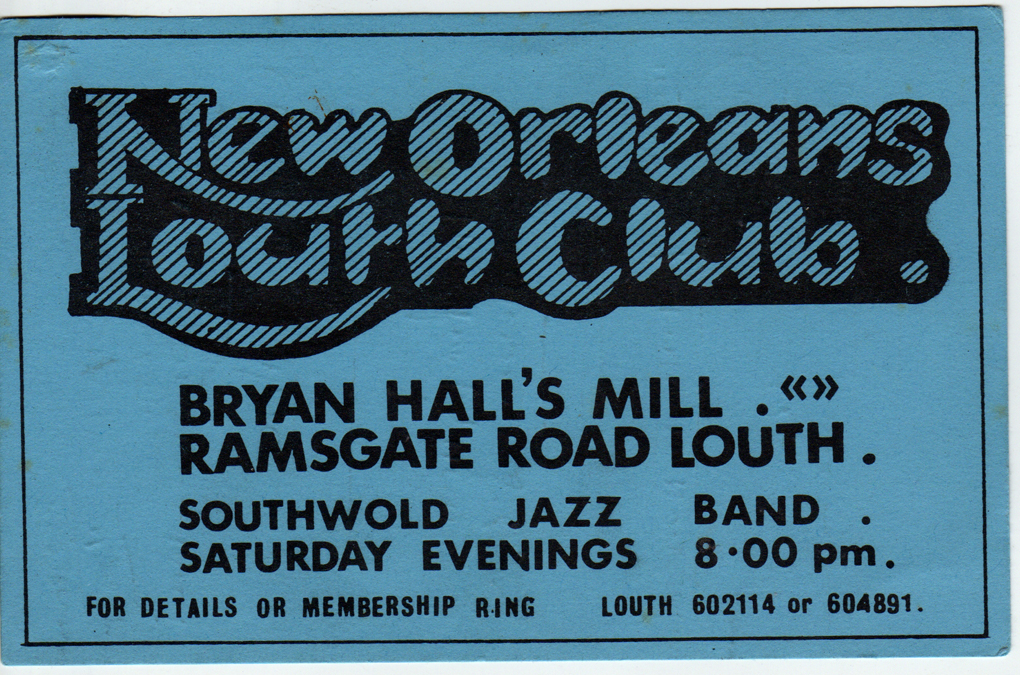 New Orleans
Louth Club.
BRYAN HALL'S MILL . «»
RAMSGATE ROAD LOUTH .
SOUTHWOLD JAZZ BAND .
SATURDAY EVENINGS 8·00 pm.
FOR DETAILS OR MEMBERSHIP RING LOUTH 602114 or 604891.